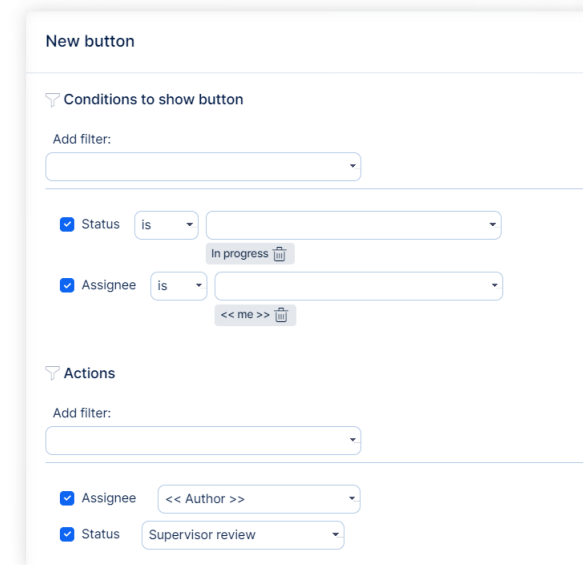 New button
Conditions to show button
Add filter:
Status is
In progress
Assignee is
<< me >>
Actions
Add filter:
Assignee << Author >>
Status Supervisor review